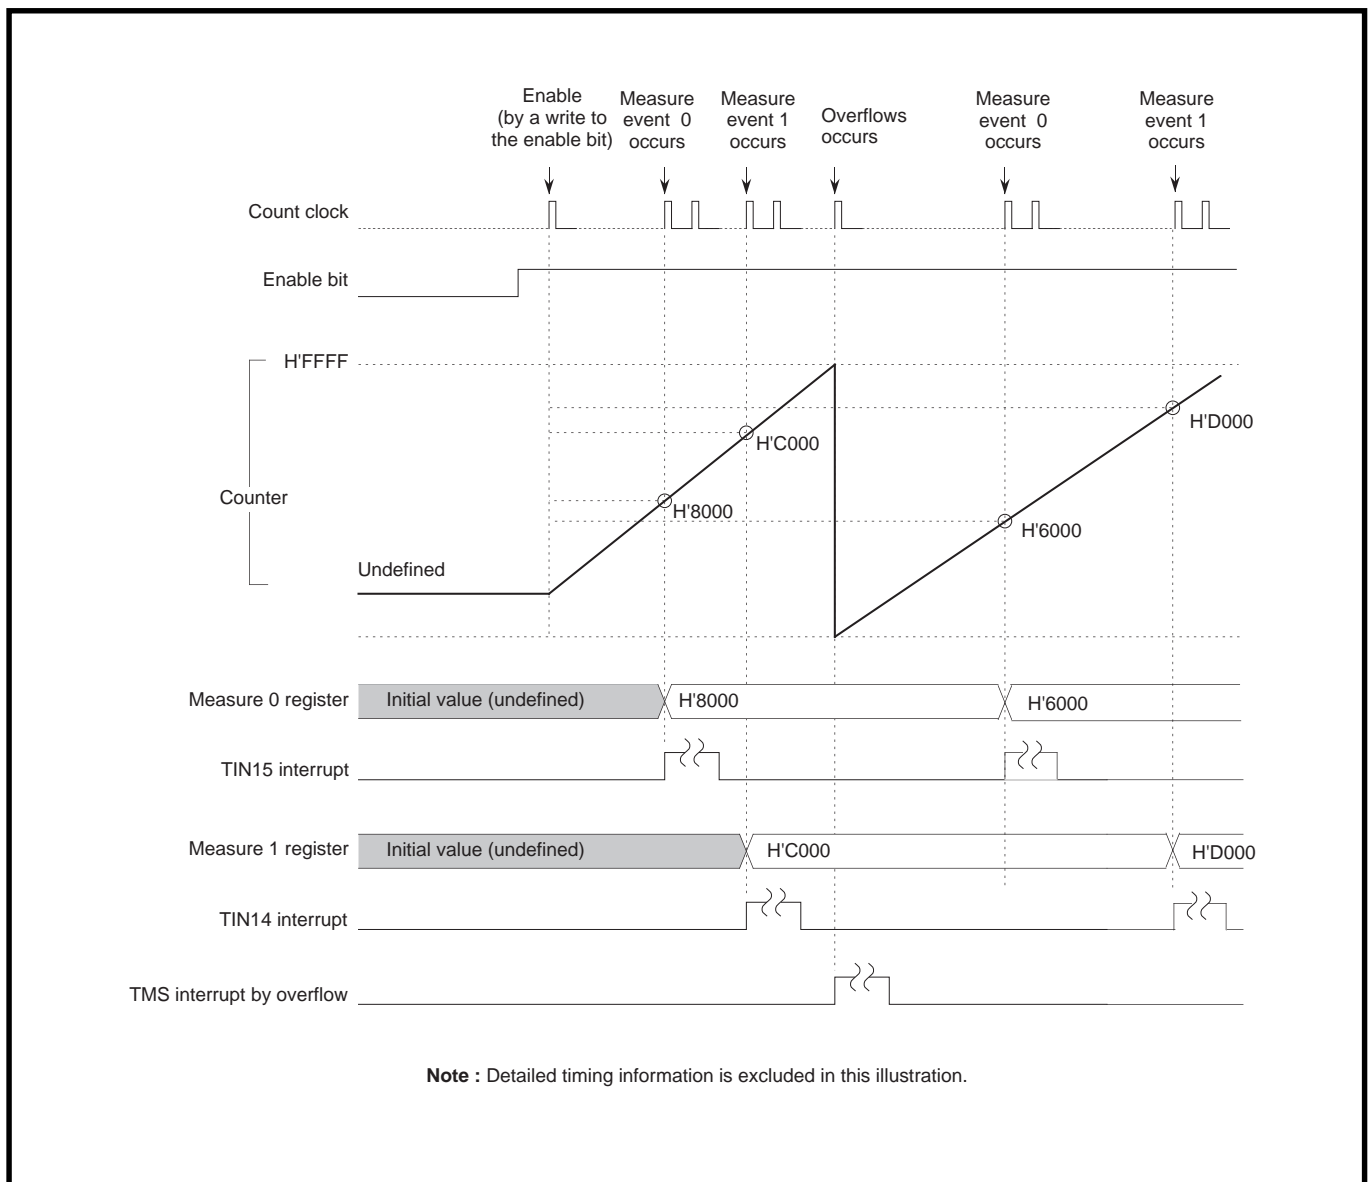 Enable
(by a write to
the enable bit)
Measure
event 0
occurs
Measure
event 1
occurs
Overflows
occurs
Measure
event 0
occurs
Measure
event 1
occurs
Count clock
Enable bit
H'FFFF
H'D000
H'C000
Counter
H'8000
H'6000
Undefined
Measure 0 register
Initial value (undefined)
H'8000
H'6000
TIN15 interrupt
Measure 1 register
Initial value (undefined)
H'C000
H'D000
TIN14 interrupt
TMS interrupt by overflow
Note : Detailed timing information is excluded in this illustration.